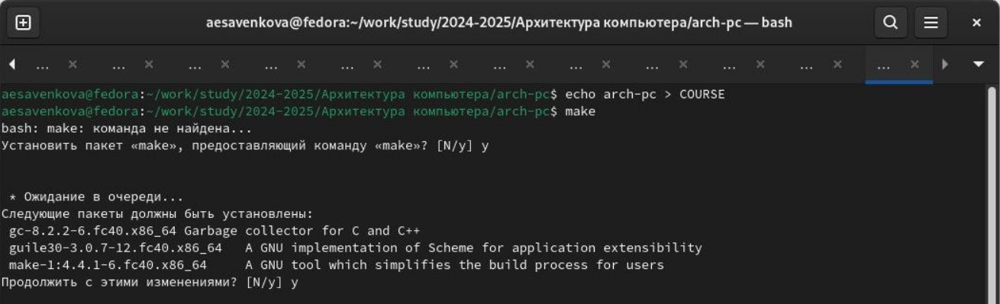 aesavenkova@fedora:~/work/study/2024-2025/Архитектура компьютера/arch-pc — bash
... ... ... ... ... ... ... ... ... ... ... ...
aesavenkova@fedora:~/work/study/2024-2025/Архитектура компьютера/arch-pc$ echo arch-pc > COURSE
aesavenkova@fedora:~/work/study/2024-2025/Архитектура компьютера/arch-pc$ make
bash: make: команда не найдена...
Установить пакет «make», предоставляющий команду «make»? [N/y] y
* Ожидание в очереди...
Следующие пакеты должны быть установлены:
gc-8.2.2-6.fc40.x86_64 Garbage collector for C and C++
guile30-3.0.7-12.fc40.x86_64 A GNU implementation of Scheme for application extensibility
make-1:4.4.1-6.fc40.x86_64 A GNU tool which simplifies the build process for users
Продолжить с этими изменениями? [N/y] y